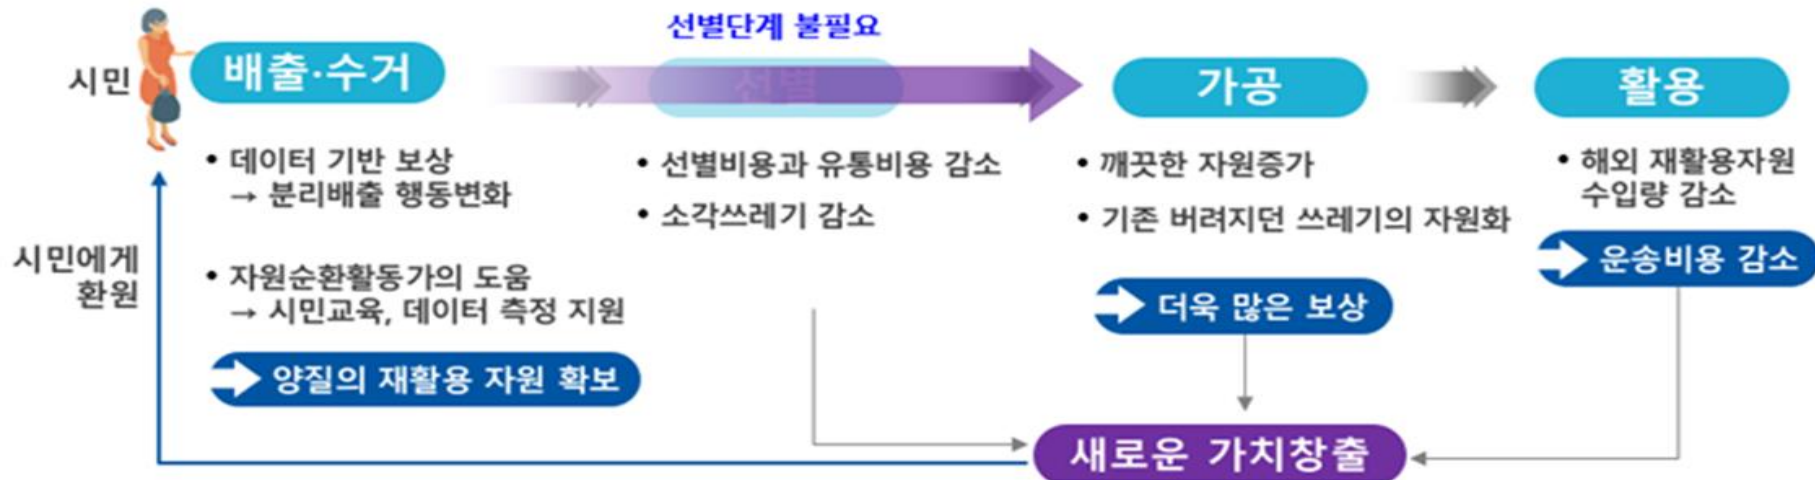 선별단계 불필요
시민
배출·수거
선별
가공
활용
• 데이터 기반 보상
→ 분리배출 행동변화
• 자원순환활동가의 도움
→ 시민교육, 데이터 측정 지원
양질의 재활용 자원 확보
• 선별비용과 유통비용 감소
• 소각쓰레기 감소
• 깨끗한 자원증가
• 기존 버려지던 쓰레기의 자원화
더욱 많은 보상
• 해외 재활용자원
수입량 감소
운송비용 감소
시민에게
환원
새로운 가치창출